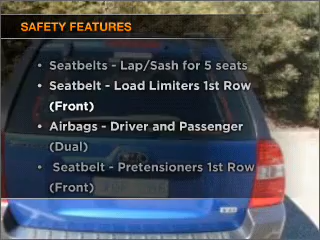 SAFETY FEATURES
• Seatbelts - Lap/Sash for 5 seats
• Seatbelt - Load Limiters 1st Row
(Front)
• Airbags - Driver and Passenger
(Dual)
• Seatbelt - Pretensioners 1st Row
(Front)